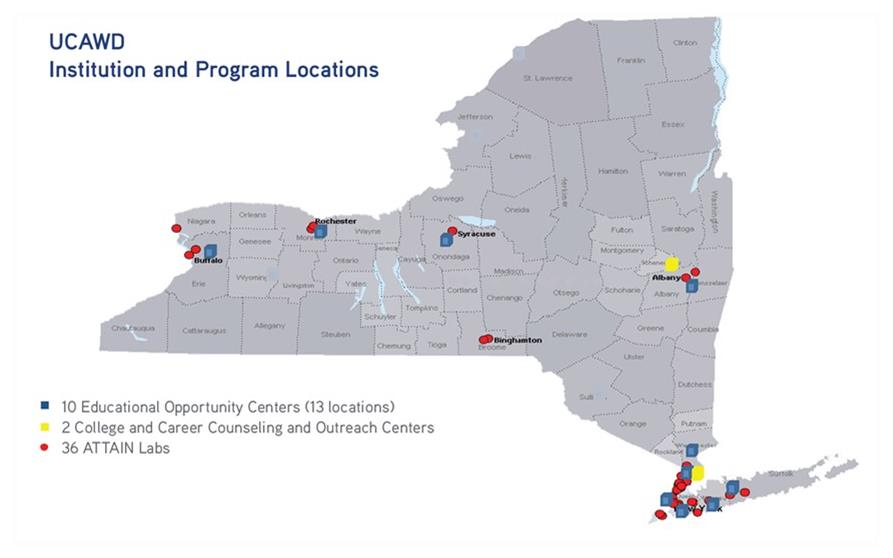 UCAWD
Institution and Program Locations
Clinton
Franklin
St. Lawrence
Jefferson
Essex
Lewis
Hamilton
Warren
Herkimer
Washington
Oswego
Oneida
Niagara
Orleans
Rochester
Monroe
Wayne
Fulton
Saratoga
Genesee
Ontario
Seneca
Cayuga
Syracuse
Onondaga
Madison
Montgomery
Buffalo
Erie
Wyoming
Livingston
Yates
Cortland
Chenango
Otsego
Schoharie
Albany
Albany
Rensselaer
Schuyler
Tompkins
Greene
Columbia
Chautauqua
Cattaraugus
Allegany
Steuben
Chemung
Tioga
Binghamton
Broome
Delaware
Ulster
Dutchess
Sulli
Orange
Putnam
Rockland
Suffolk
10 Educational Opportunity Centers (13 locations)
2 College and Career Counseling and Outreach Centers
36 ATTAIN Labs